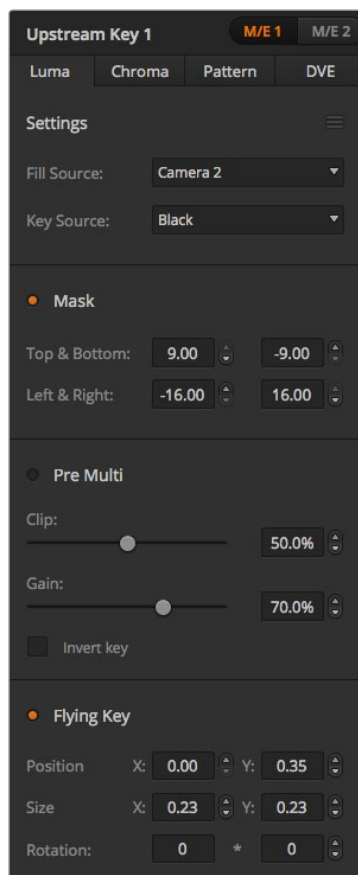 Upstream Key 1 M/E 1 M/E 2
Luma Chroma Pattern DVE
Settings
Fill Source: Camera 2
Key Source: Black
Mask
Top & Bottom: 9.00 -9.00
Left & Right: -16.00 16.00
Pre Multi
Clip:
50.0%
Gain:
70.0%
Invert key
Flying Key
Position X: 0.00 Y: 0.35
Size X: 0.23 Y: 0.23
Rotation: 0 * 0